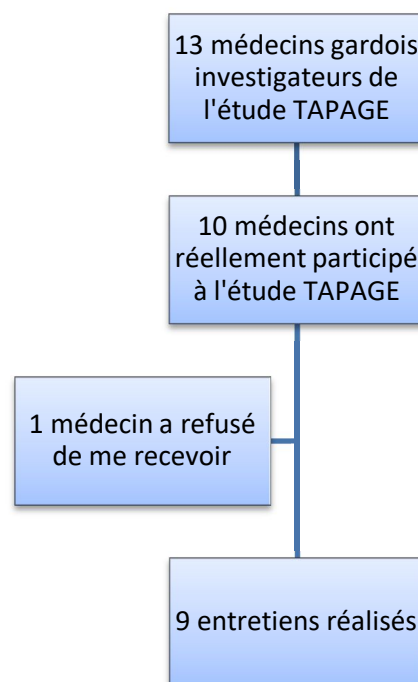 13 médecins gardois
investigateurs de
l'étude TAPAGE
10 médecins ont
réellement participé
à l'étude TAPAGE
1 médecin a refusé
de me recevoir
9 entretiens réalisés